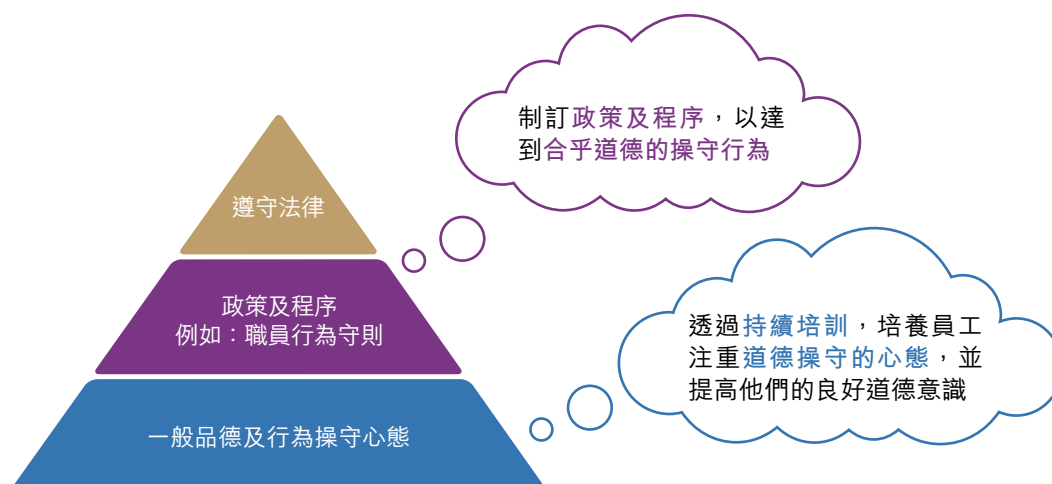 制訂政策及程序，以達
到合乎道德的操守行為
遵守法律
政策及程序
例如：職員行為守則
透過持續培訓，培養員工
注重道德操守的心態，並
提高他們的良好道德意識
一般品德及行為操守心態